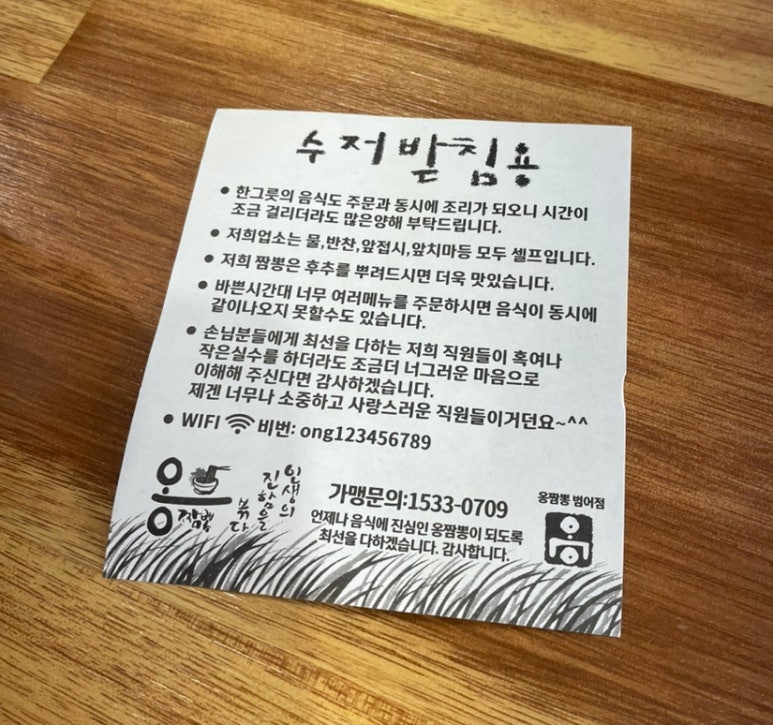 수저받침용
● 한그릇의 음식도 주문과 동시에 조리가 되오니 시간이
조금 걸리더라도 많은양해 부탁드립니다.
● 저희업소는 물,반찬,앞접시,앞치마등 모두 셀프입니다.
● 저희 짬뽕은 후추를 뿌려드시면 더욱 맛있습니다.
● 바쁜시간대 너무 여러메뉴를 주문하시면 음식이 동시에
같이나오지 못할수도 있습니다.
● 손님분들에게 최선을 다하는 저희 직원들이 혹여나
작은실수를 하더라도 조금더 너그러운 마음으로
이해해 주신다면 감사하겠습니다.
제겐 너무나 소중하고 사랑스러운 직원들이거던요~^^
● WIFI 비번: ong123456789
옹짬뽕
인생의
진함을
볶다
가맹문의:1533-0709
언제나 음식에 진심인 옹짬뽕이 되도록
최선을 다하겠습니다. 감사합니다.
옹짬뽕 범어점
옹